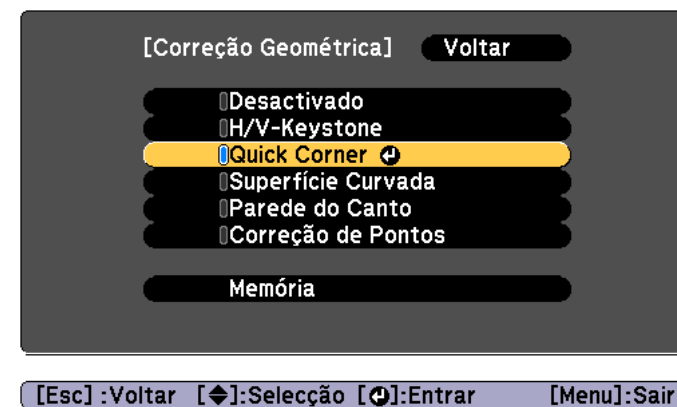 [Correção Geométrica] Voltar
Desactivado
H/V-Keystone
Quick Corner
Superfície Curvada
Parede do Canto
Correção de Pontos
Memória
[Esc] :Voltar [◆]:Selecção [↵]:Entrar [Menu]:Sair